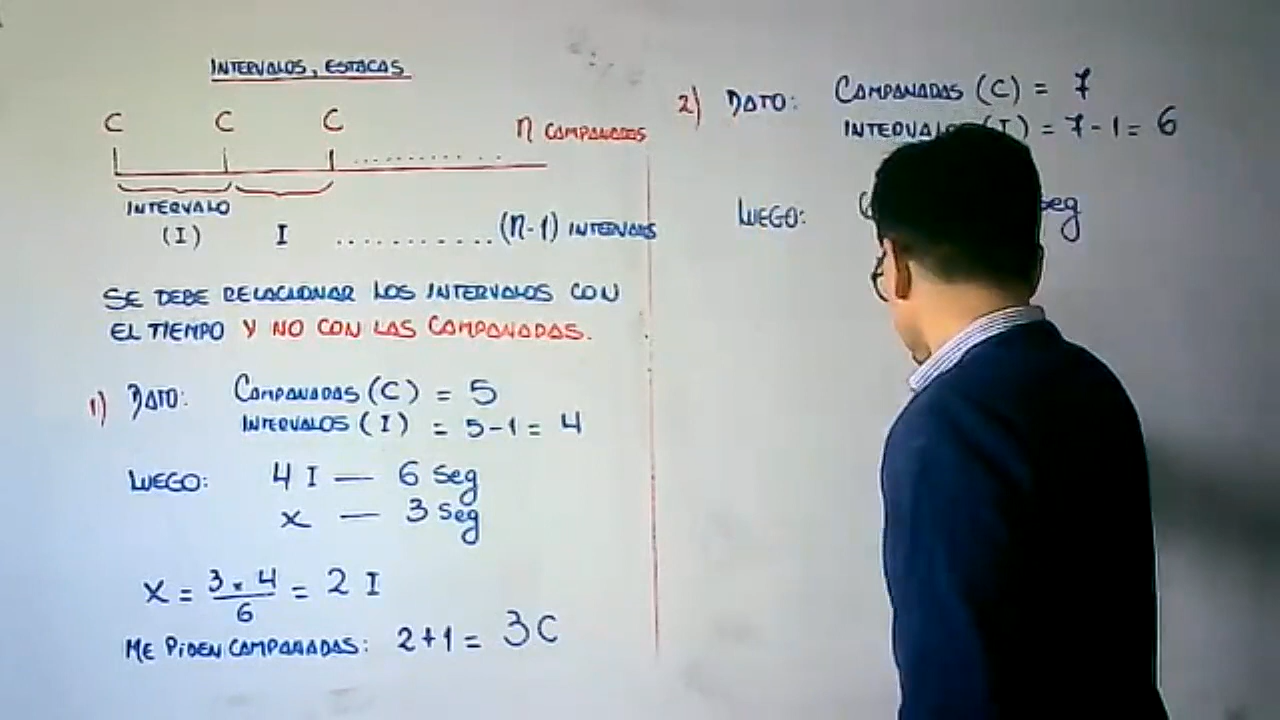 INTERVALOS, ESTACAS
C C C n CAMPANADAS
INTERVALO
(I) I ........... (n-1) INTERVALOS
SE DEBE RELACIONAR LOS INTERVALOS CON
EL TIEMPO Y NO CON LAS CAMPANADAS.
1) DATO: CAMPANADAS (C) = 5
INTERVALOS (I) = 5-1 = 4
LUEGO: 4 I — 6 Seg
x — 3 Seg
x = 3 × 4 / 6 = 2 I
ME PIDEN CAMPANADAS: 2+1 = 3C
2) DATO: CAMPANADAS (C) = 7
(I) = 7-1 = 6
LUEGO: seg